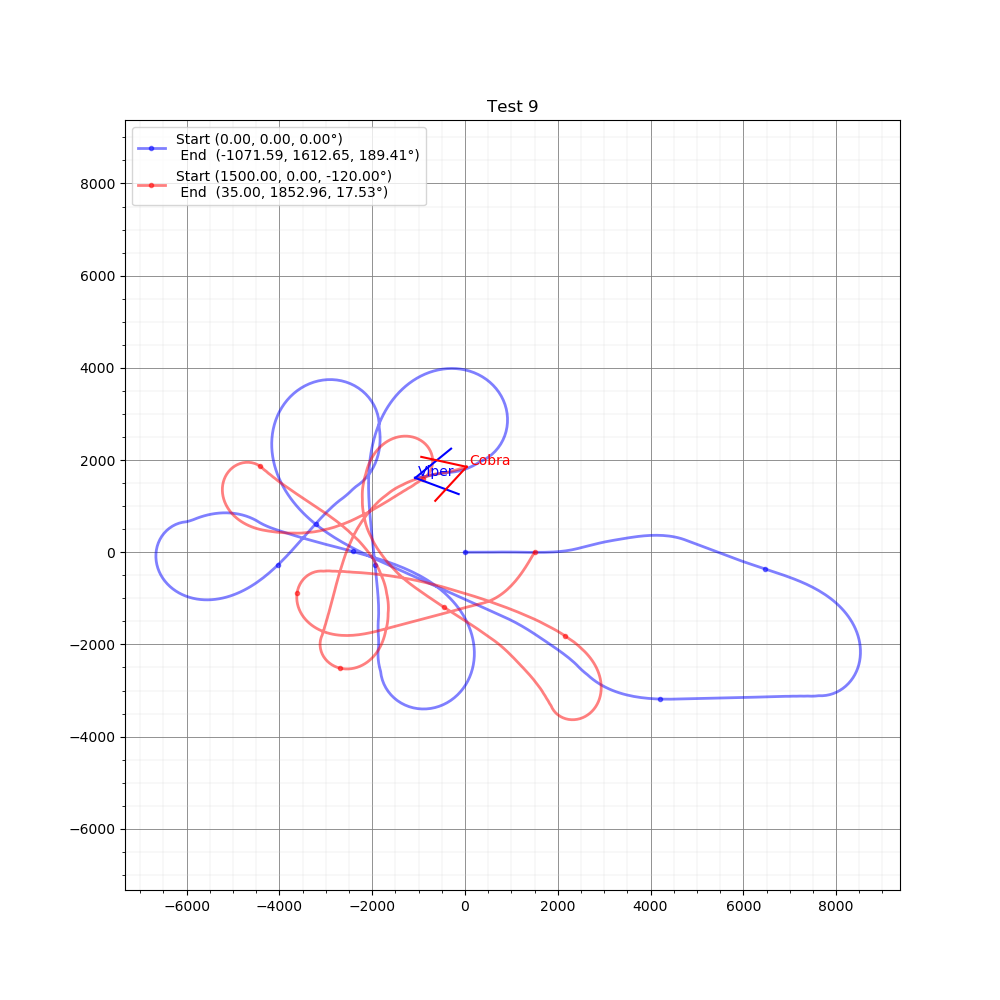 Test 9
Start (0.00, 0.00, 0.00°)
End (-1071.59, 1612.65, 189.41°)
Start (1500.00, 0.00, -120.00°)
End (35.00, 1852.96, 17.53°)
8000
6000
4000
2000
0
−2000
−4000
−6000
Cobra
Viper
−6000 −4000 −2000 0 2000 4000 6000 8000